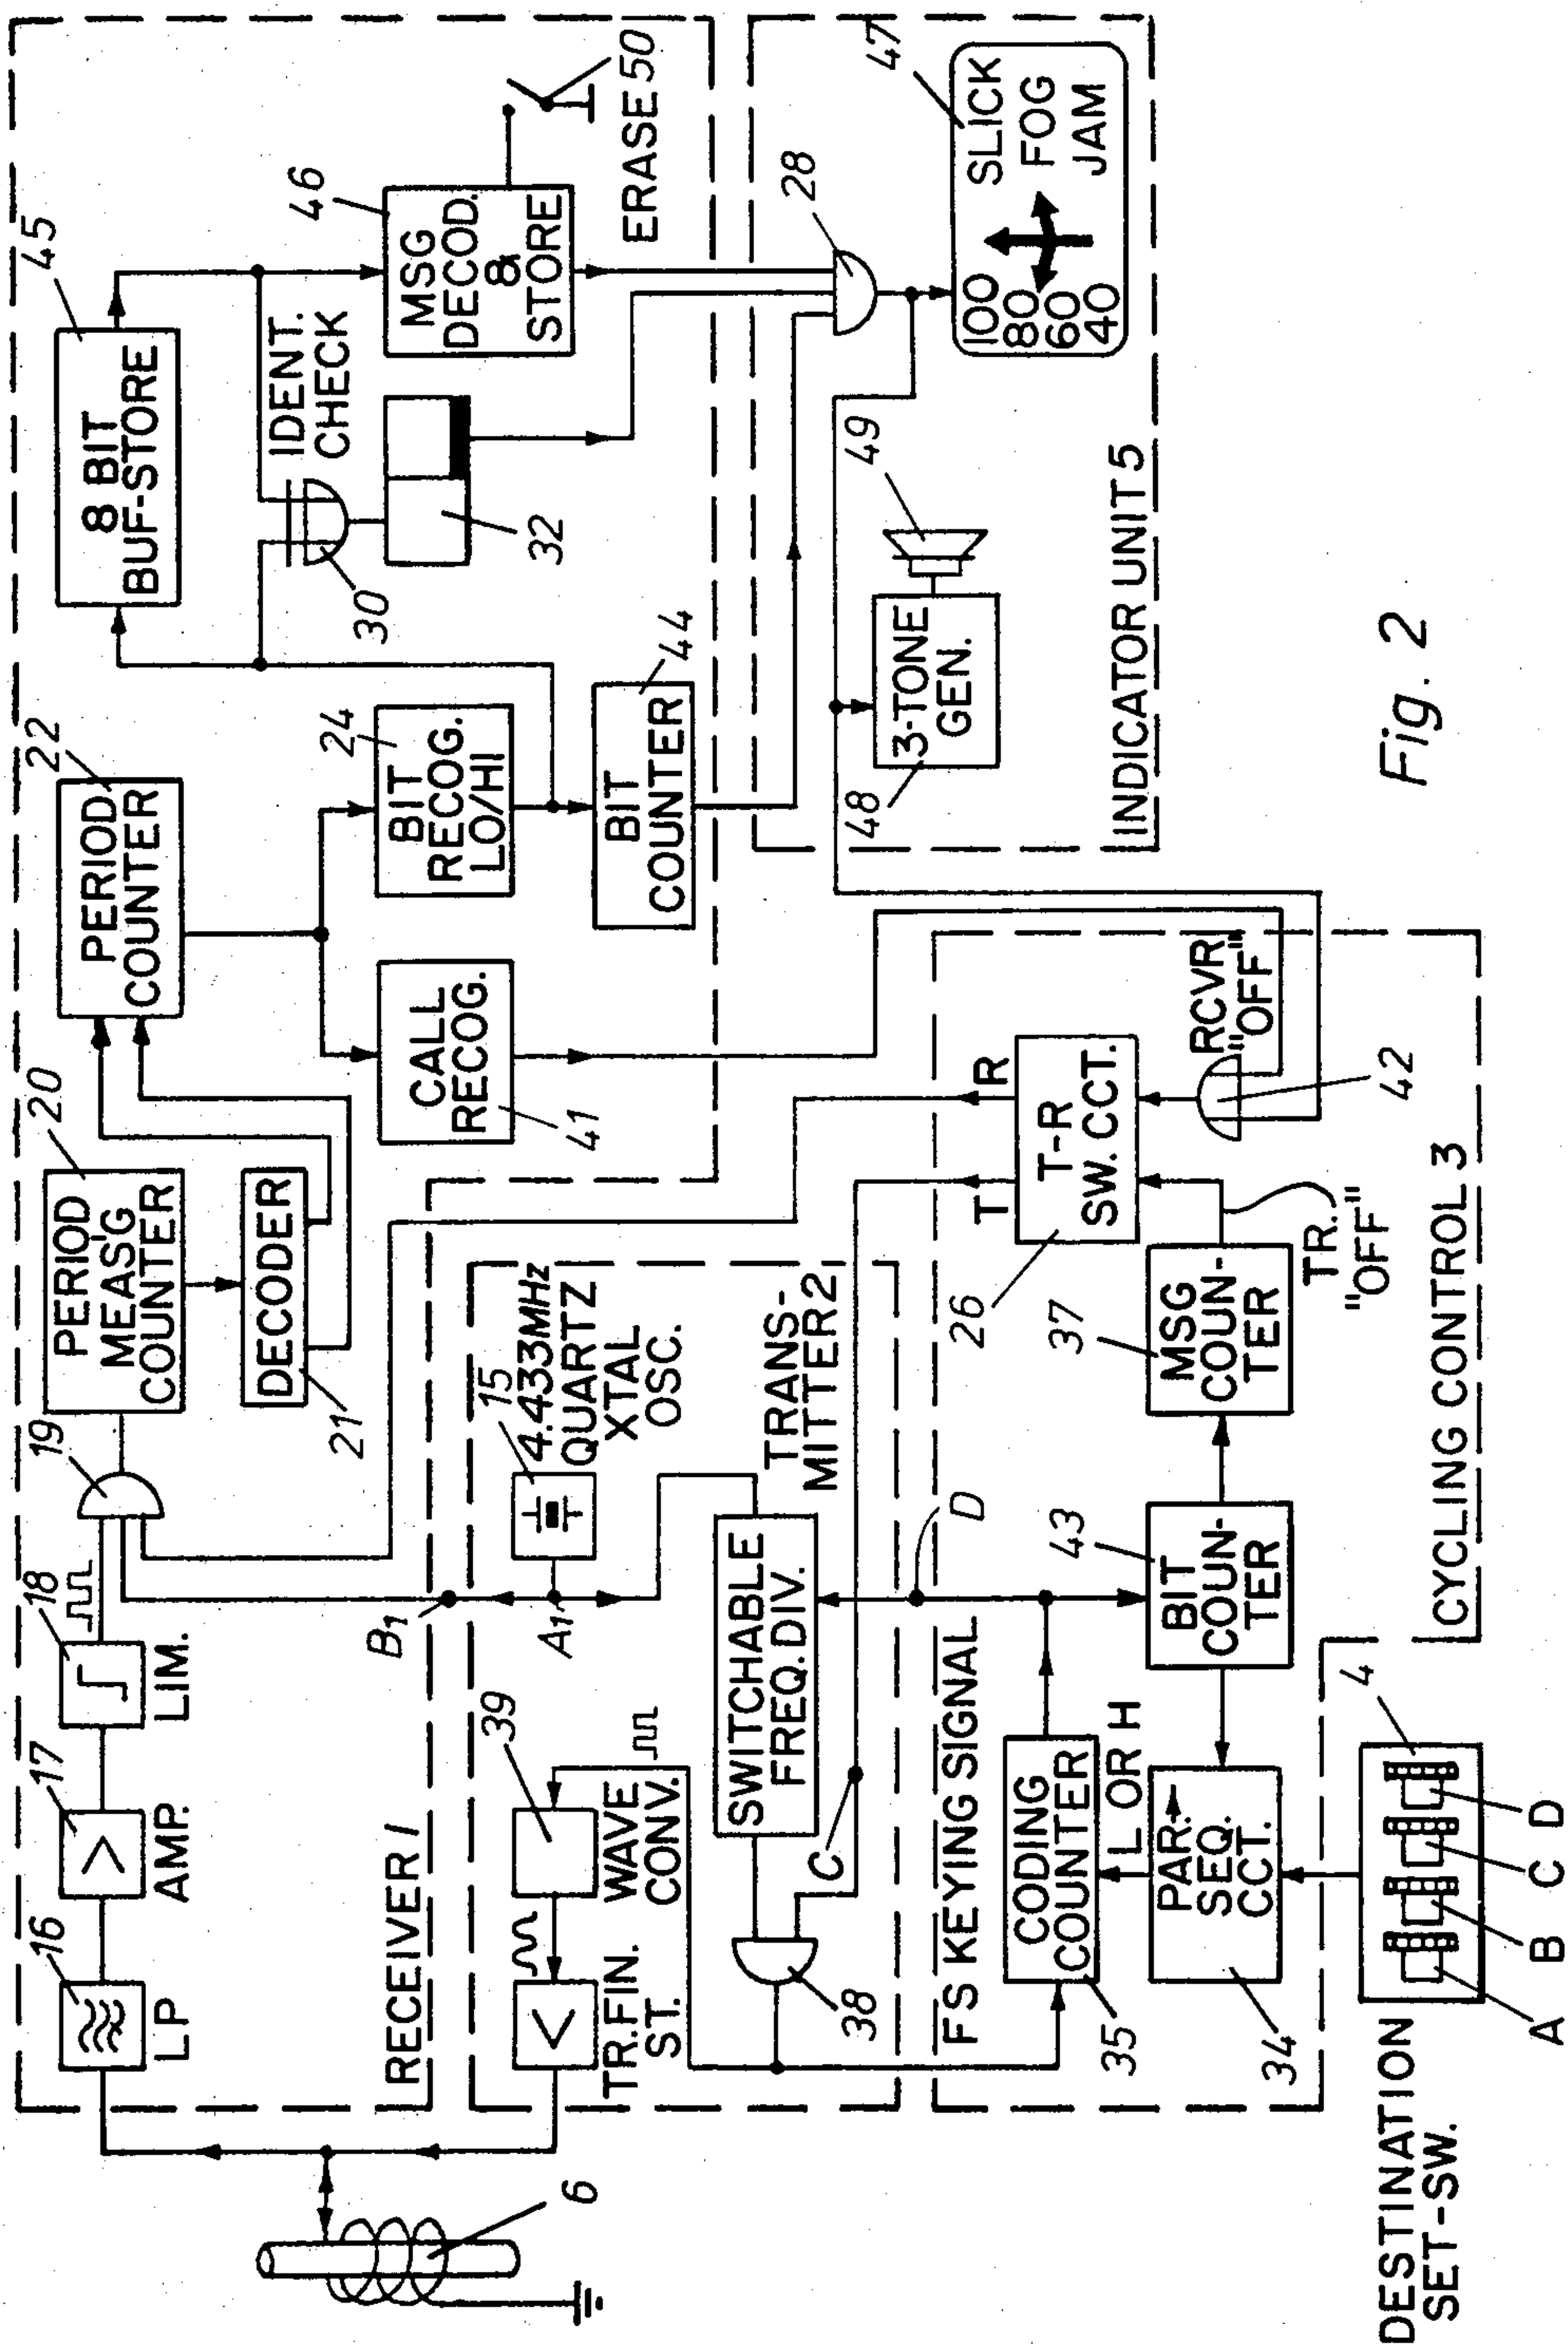 16
LP
17
AMP.
18
LIM.
19
20
PERIOD
MEAS'G
COUNTER
DECODER
21
22
PERIOD
COUNTER
CALL
RECOG.
41
24
BIT
RECOG.
LO/HI
BIT
COUNTER
44
45
8 BIT
BUF-STORE
30
IDENT.
CHECK
32
46
MSG
DECOD.
&
STORE
ERASE 50
RECEIVER 1
B1
A1
15
4.433MHz
QUARTZ
XTAL
OSC.
39
WAVE
CONV.
TR.FIN.
ST.
SWITCHABLE
FREQ.DIV.
TRANS-
MITTER 2
38
C
D
6
28
47
100
80
60
40
SLICK
FOG
JAM
49
48
3-TONE
GEN.
INDICATOR UNIT 5
FS KEYING SIGNAL
CODING
COUNTER
35
L OR H
PAR.→
SEQ.
CCT.
34
43
BIT
COUN-
TER
37
MSG
COUN-
TER
TR.
"OFF"
26
T
R
T-R
SW. CCT.
RCVR
"OFF"
42
CYCLING CONTROL 3
4
A
B
C
D
DESTINATION
SET-SW.
Fig. 2